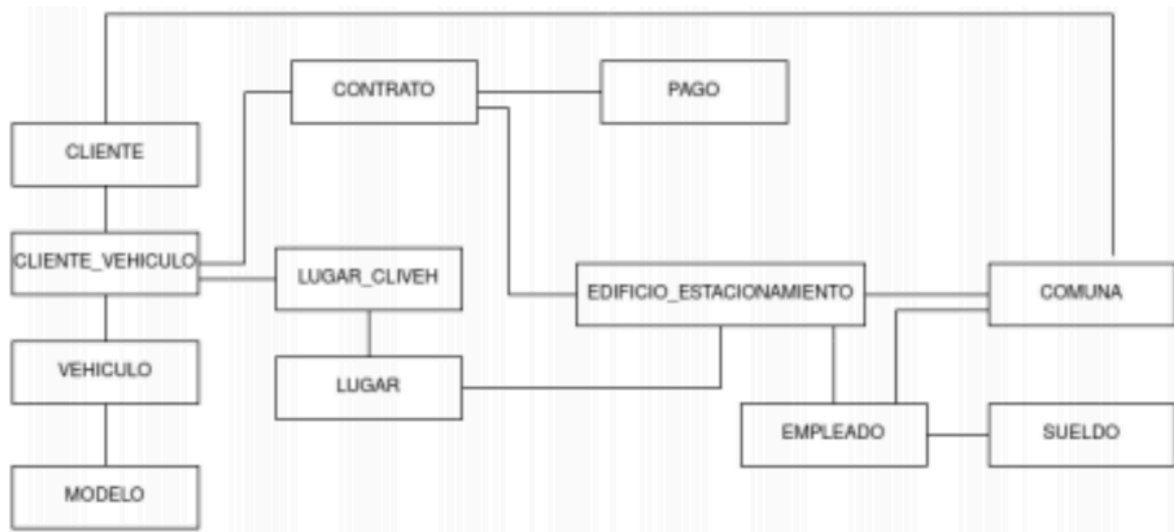 CONTRATO
PAGO
CLIENTE
CLIENTE_VEHICULO
LUGAR_CLIVEH
EDIFICIO_ESTACIONAMIENTO
COMUNA
VEHICULO
LUGAR
EMPLEADO
SUELDO
MODELO